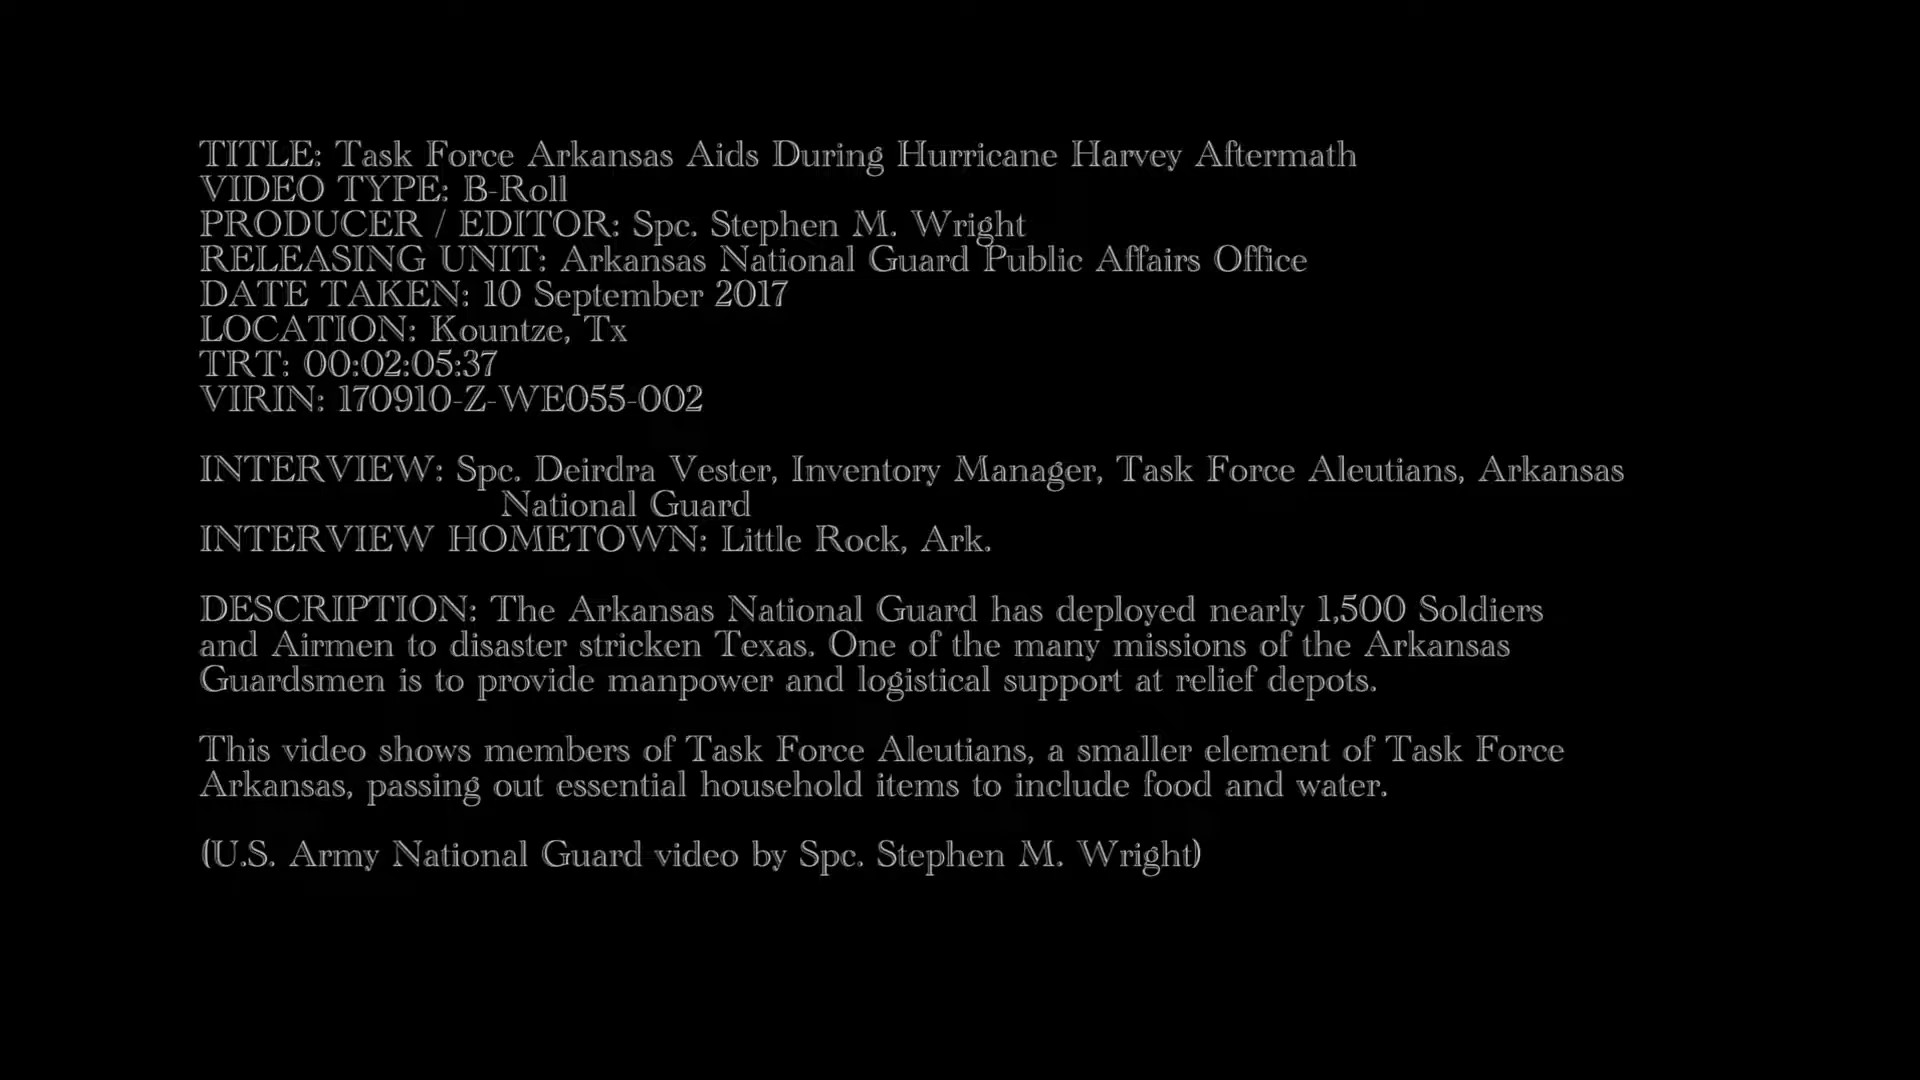 TITLE: Task Force Arkansas Aids During Hurricane Harvey Aftermath
VIDEO TYPE: B-Roll
PRODUCER / EDITOR: Spc. Stephen M. Wright
RELEASING UNIT: Arkansas National Guard Public Affairs Office
DATE TAKEN: 10 September 2017
LOCATION: Kountze, Tx
TRT: 00:02:05:37
VIRIN: 170910-Z-WE055-002
INTERVIEW: Spc. Deirdra Vester, Inventory Manager, Task Force Aleutians, Arkansas
National Guard
INTERVIEW HOMETOWN: Little Rock, Ark.
DESCRIPTION: The Arkansas National Guard has deployed nearly 1,500 Soldiers
and Airmen to disaster stricken Texas. One of the many missions of the Arkansas
Guardsmen is to provide manpower and logistical support at relief depots.
This video shows members of Task Force Aleutians, a smaller element of Task Force
Arkansas, passing out essential household items to include food and water.
(U.S. Army National Guard video by Spc. Stephen M. Wright)